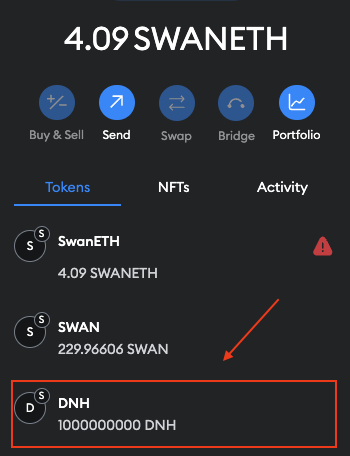 4.09 SWANETH
Buy & Sell Send Swap Bridge Portfolio
Tokens NFTs Activity
S S SwanETH
4.09 SWANETH
S S SWAN
229.96606 SWAN
D S DNH
1000000000 DNH